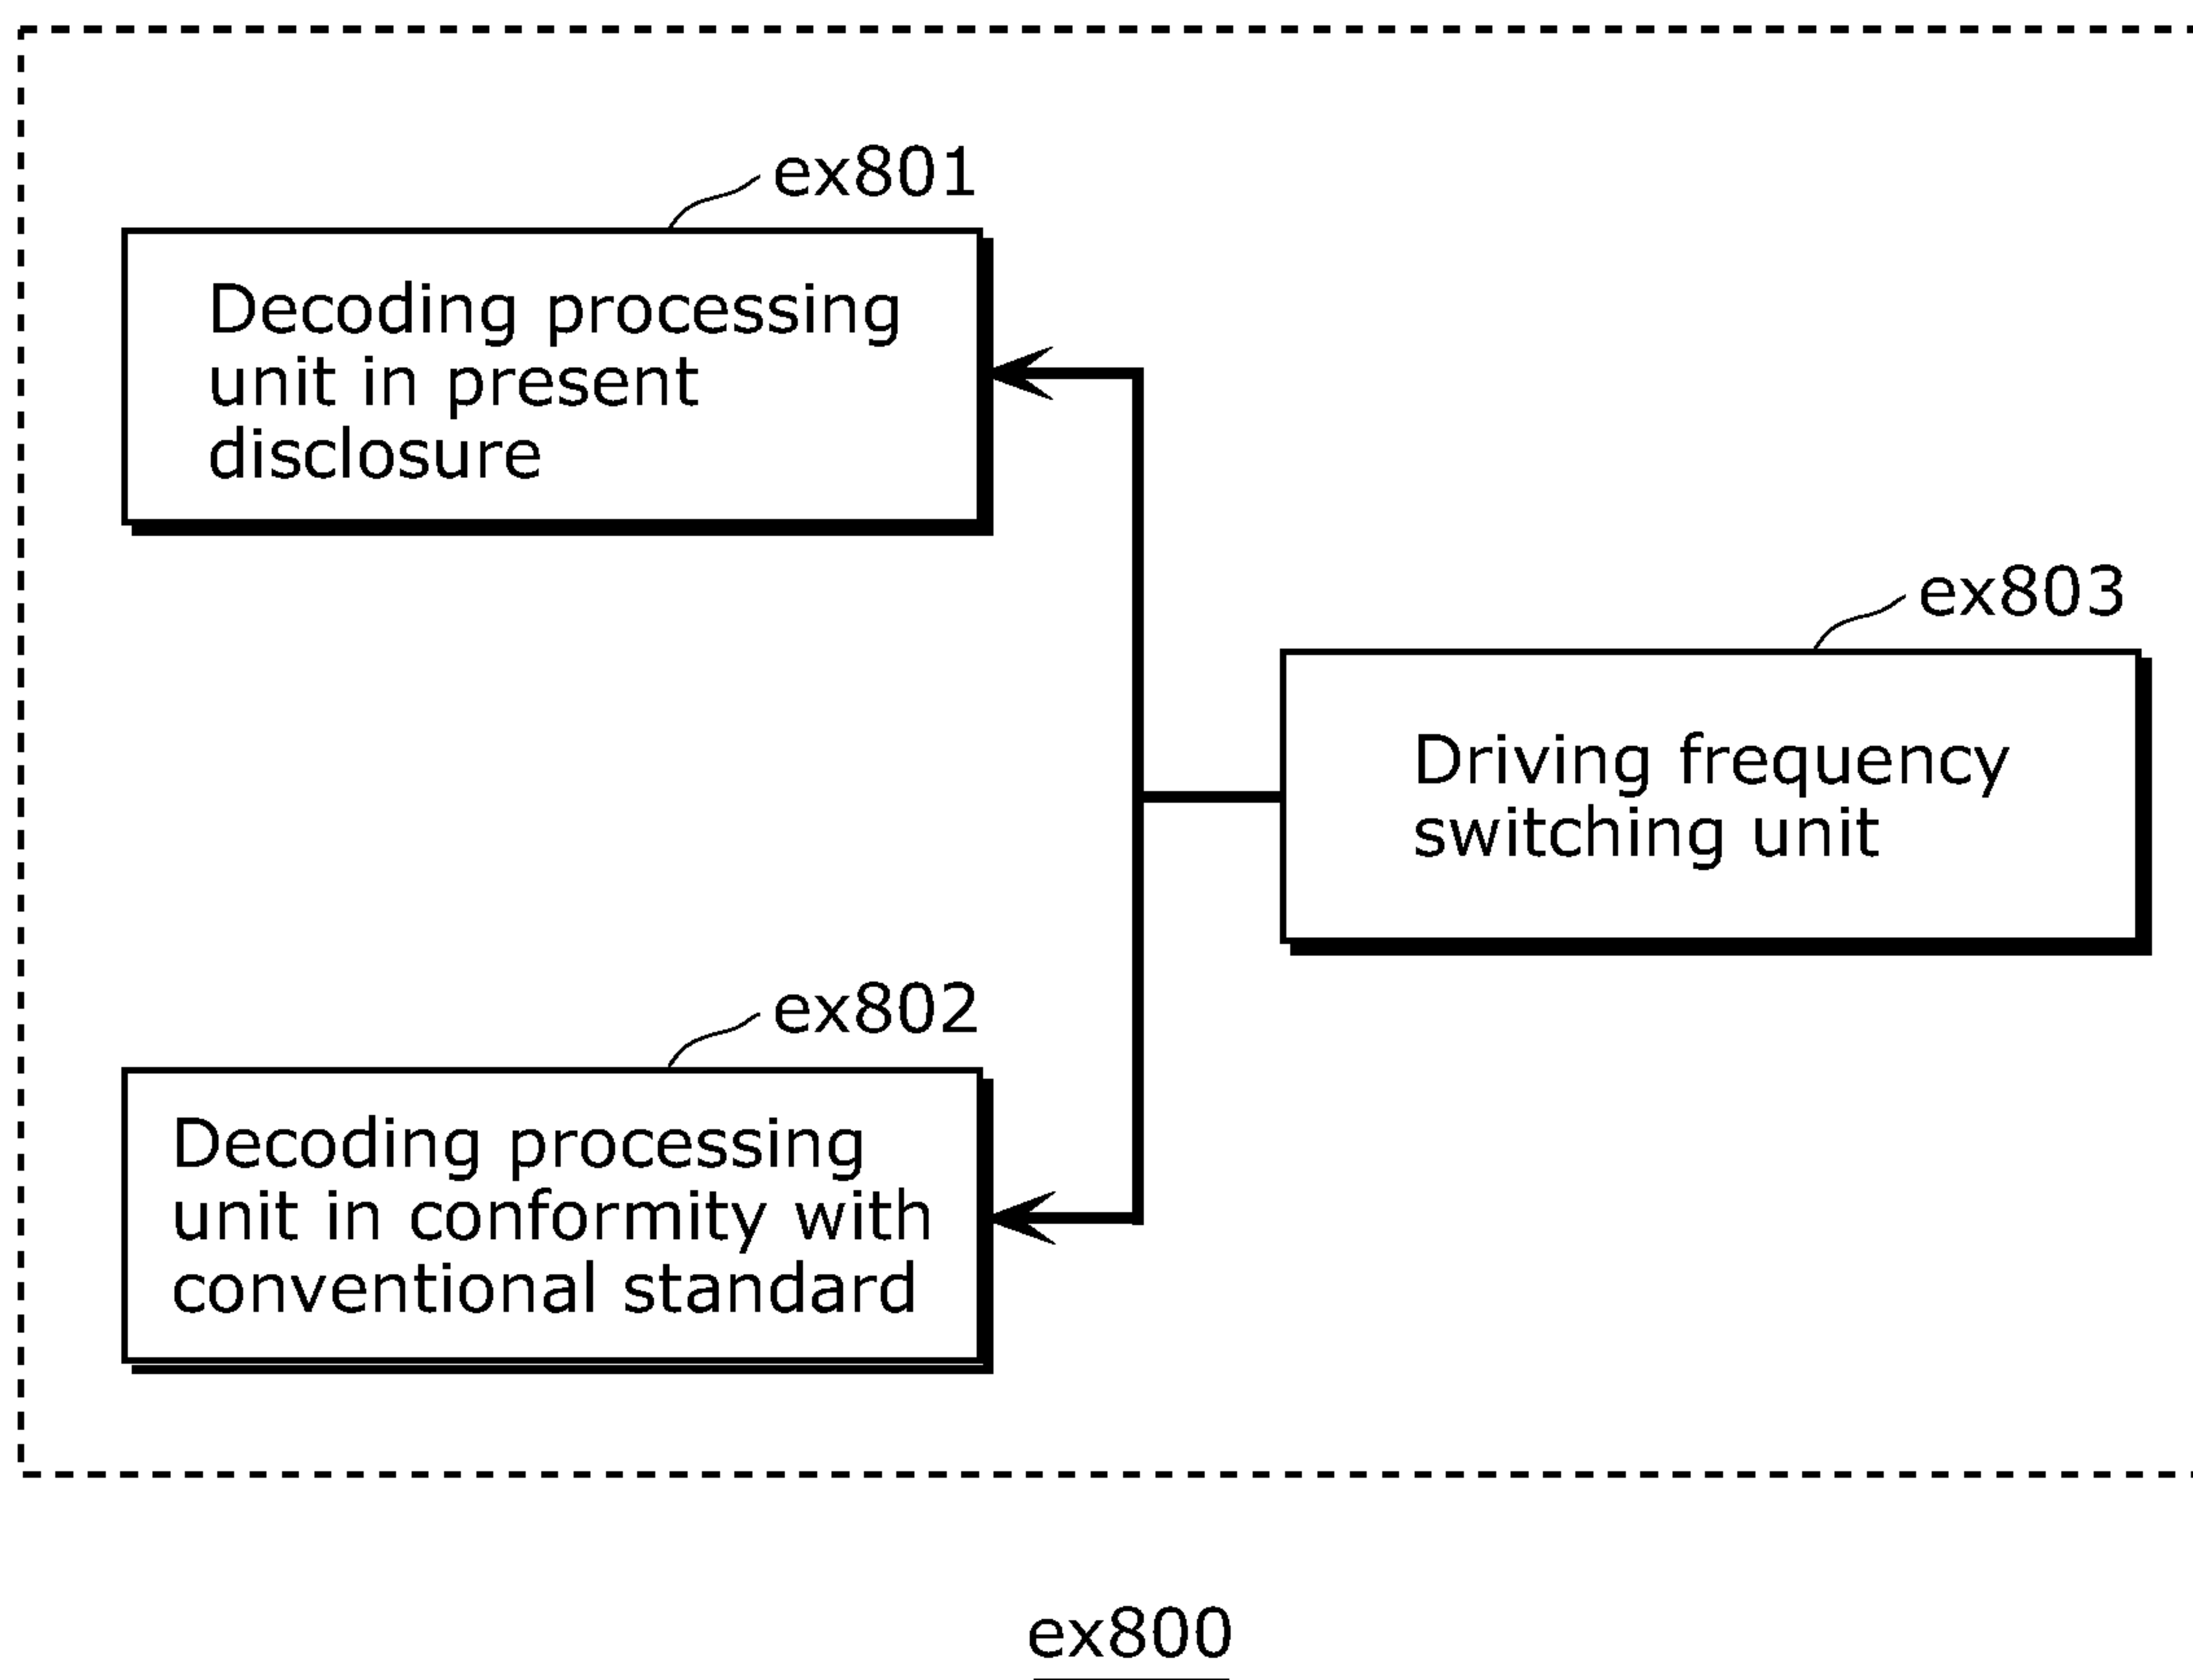 ex801
Decoding processing
unit in present
disclosure
ex803
Driving frequency
switching unit
ex802
Decoding processing
unit in conformity with
conventional standard
ex800